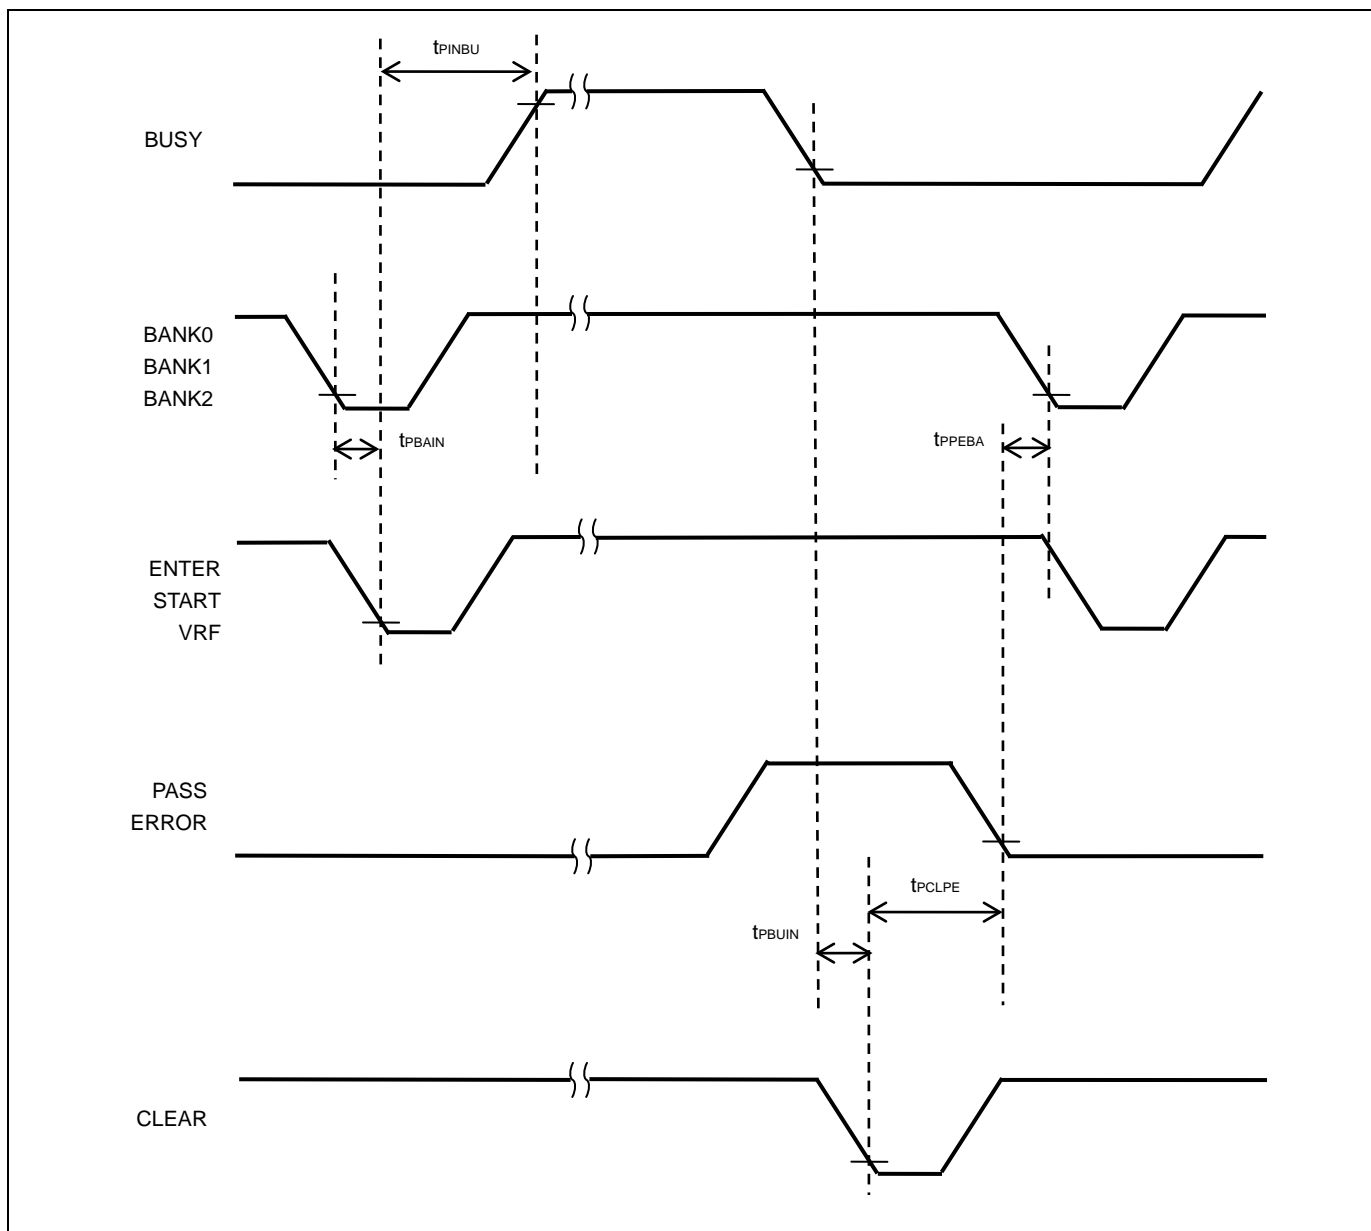 tPINBU
BUSY
BANK0
BANK1
BANK2
tPBAIN
tPPEBA
ENTER
START
VRF
PASS
ERROR
tPCLPE
tPBUIN
CLEAR